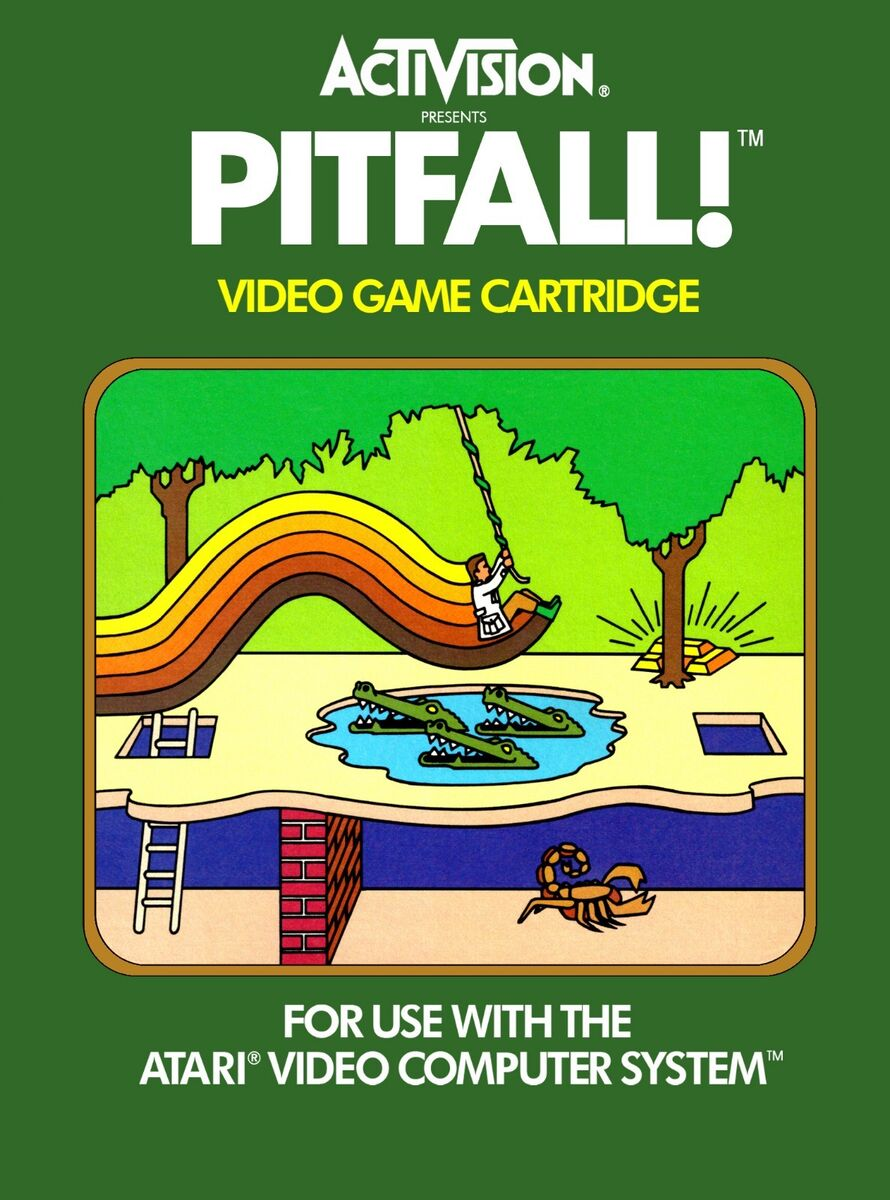 ACTIVISION®
PRESENTS
PITFALL!™
VIDEO GAME CARTRIDGE
FOR USE WITH THE
ATARI® VIDEO COMPUTER SYSTEM™